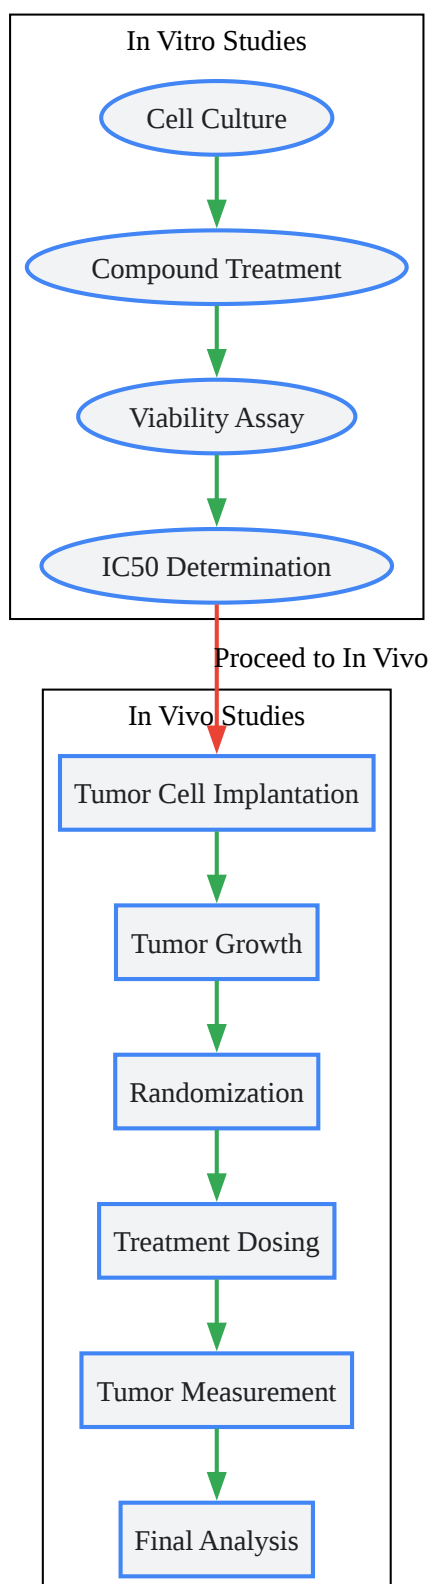 In Vitro Studies
Cell Culture
Compound Treatment
Viability Assay
IC50 Determination
Proceed to In Vivo
In Vivo Studies
Tumor Cell Implantation
Tumor Growth
Randomization
Treatment Dosing
Tumor Measurement
Final Analysis